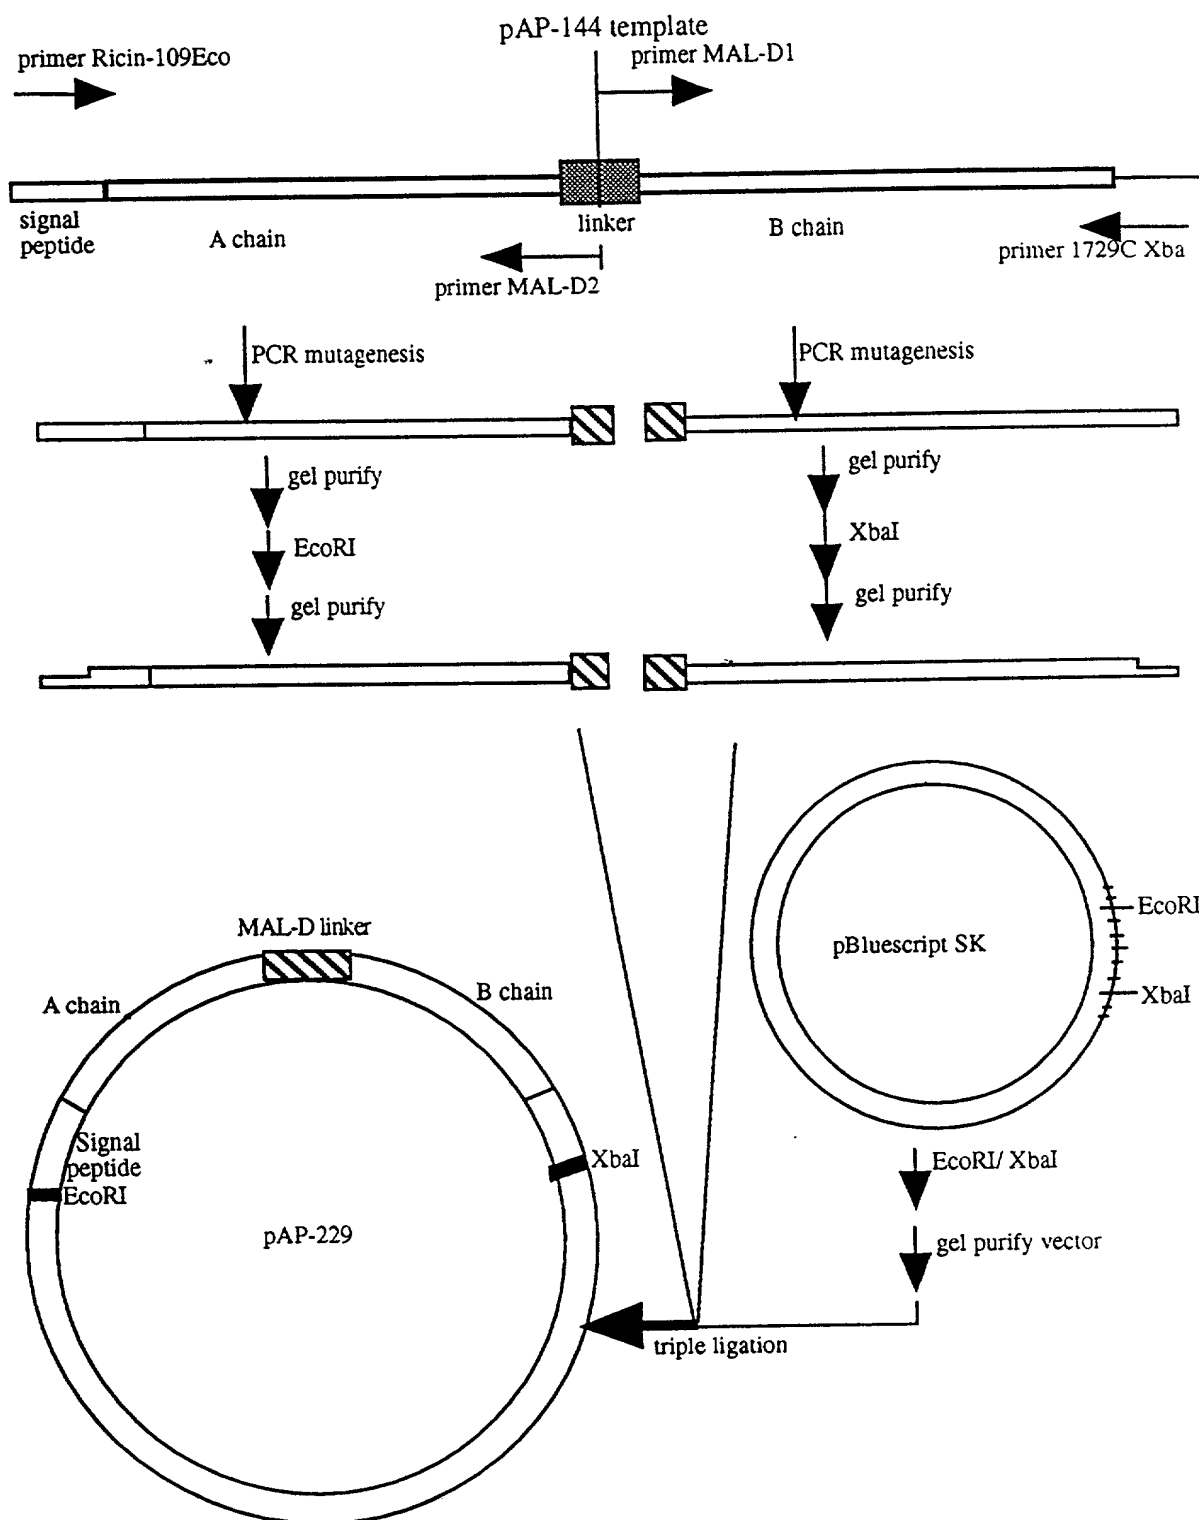 pAP-144 template
primer Ricin-109Eco
primer MAL-D1
signal
peptide
A chain
linker
B chain
primer MAL-D2
primer 1729C Xba
PCR mutagenesis
PCR mutagenesis
gel purify
gel purify
EcoRI
XbaI
gel purify
gel purify
EcoRI
pBluescript SK
XbaI
MAL-D linker
A chain
B chain
Signal
peptide
EcoRI
XbaI
pAP-229
EcoRI/ XbaI
gel purify vector
triple ligation